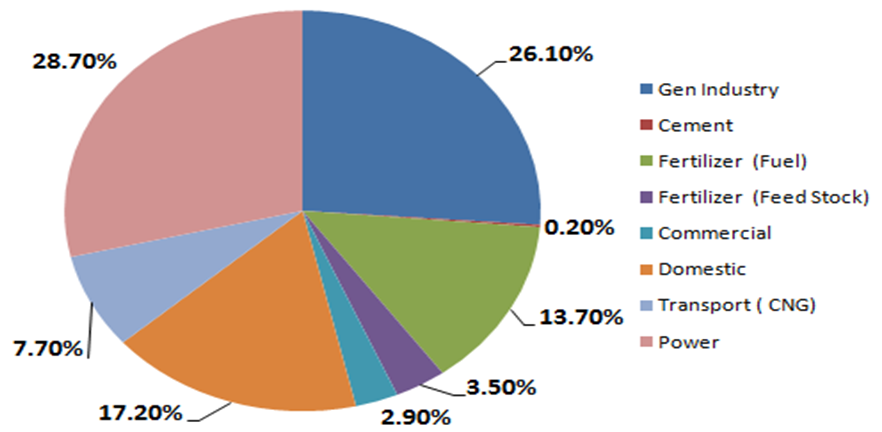 28.70%
26.10%
0.20%
13.70%
3.50%
2.90%
17.20%
7.70%
Gen Industry
Cement
Fertilizer (Fuel)
Fertilizer (Feed Stock)
Commercial
Domestic
Transport ( CNG)
Power